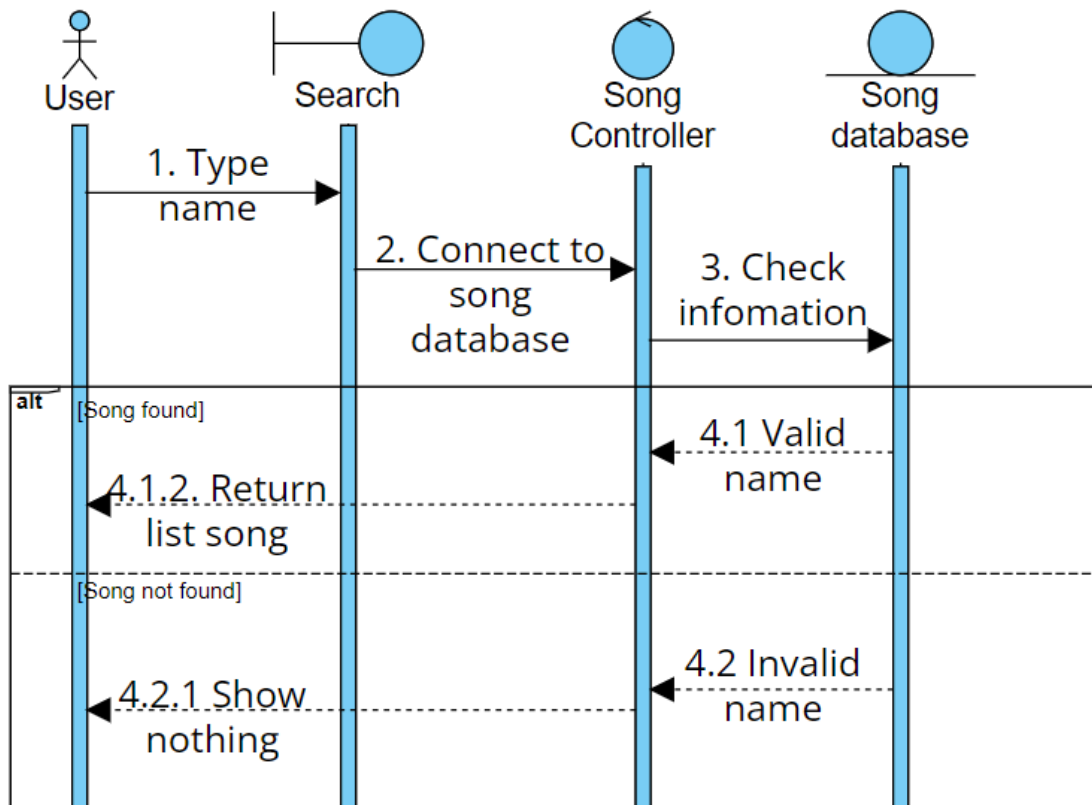 User
Search
Song
Controller
Song
database
1. Type
name
2. Connect to
song
database
3. Check
infomation
alt
[Song found]
4.1 Valid
name
4.1.2. Return
list song
[Song not found]
4.2 Invalid
name
4.2.1 Show
nothing